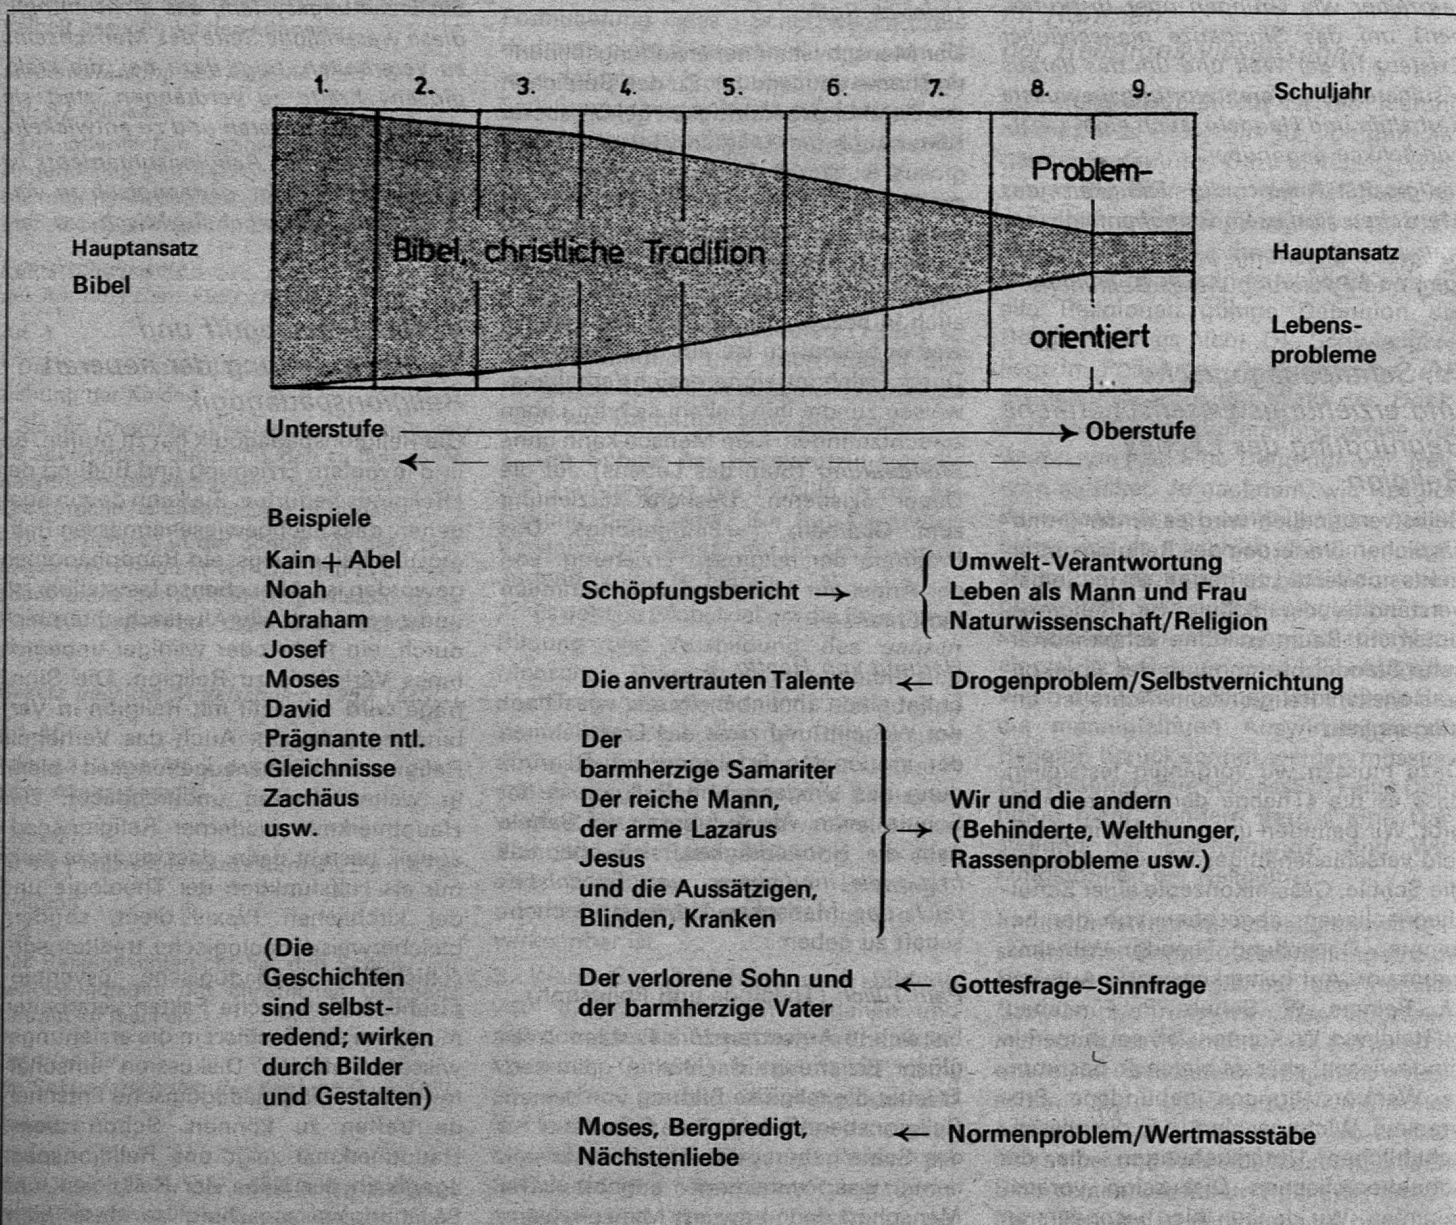 1. 2. 3. 4. 5. 6. 7. 8. 9. Schuljahr
Problem-
Hauptansatz
Bibel
Bibel, christliche Tradition
Hauptansatz
orientiert
Lebens-
probleme
Unterstufe → Oberstufe
←
Beispiele
Kain + Abel
Noah
Abraham
Josef
Moses
David
Prägnante ntl.
Gleichnisse
Zachäus
usw.
(Die
Geschichten
sind selbst-
redend; wirken
durch Bilder
und Gestalten)
Schöpfungsbericht → {
Umwelt-Verantwortung
Leben als Mann und Frau
Naturwissenschaft/Religion
Die anvertrauten Talente ← Drogenproblem/Selbstvernichtung
Der
barmherzige Samariter
Der reiche Mann,
der arme Lazarus
Jesus
und die Aussätzigen,
Blinden, Kranken
} →
Wir und die andern
(Behinderte, Welthunger,
Rassenprobleme usw.)
Der verlorene Sohn und
der barmherzige Vater
← Gottesfrage–Sinnfrage
Moses, Bergpredigt,
Nächstenliebe
← Normenproblem/Wertmassstäbe